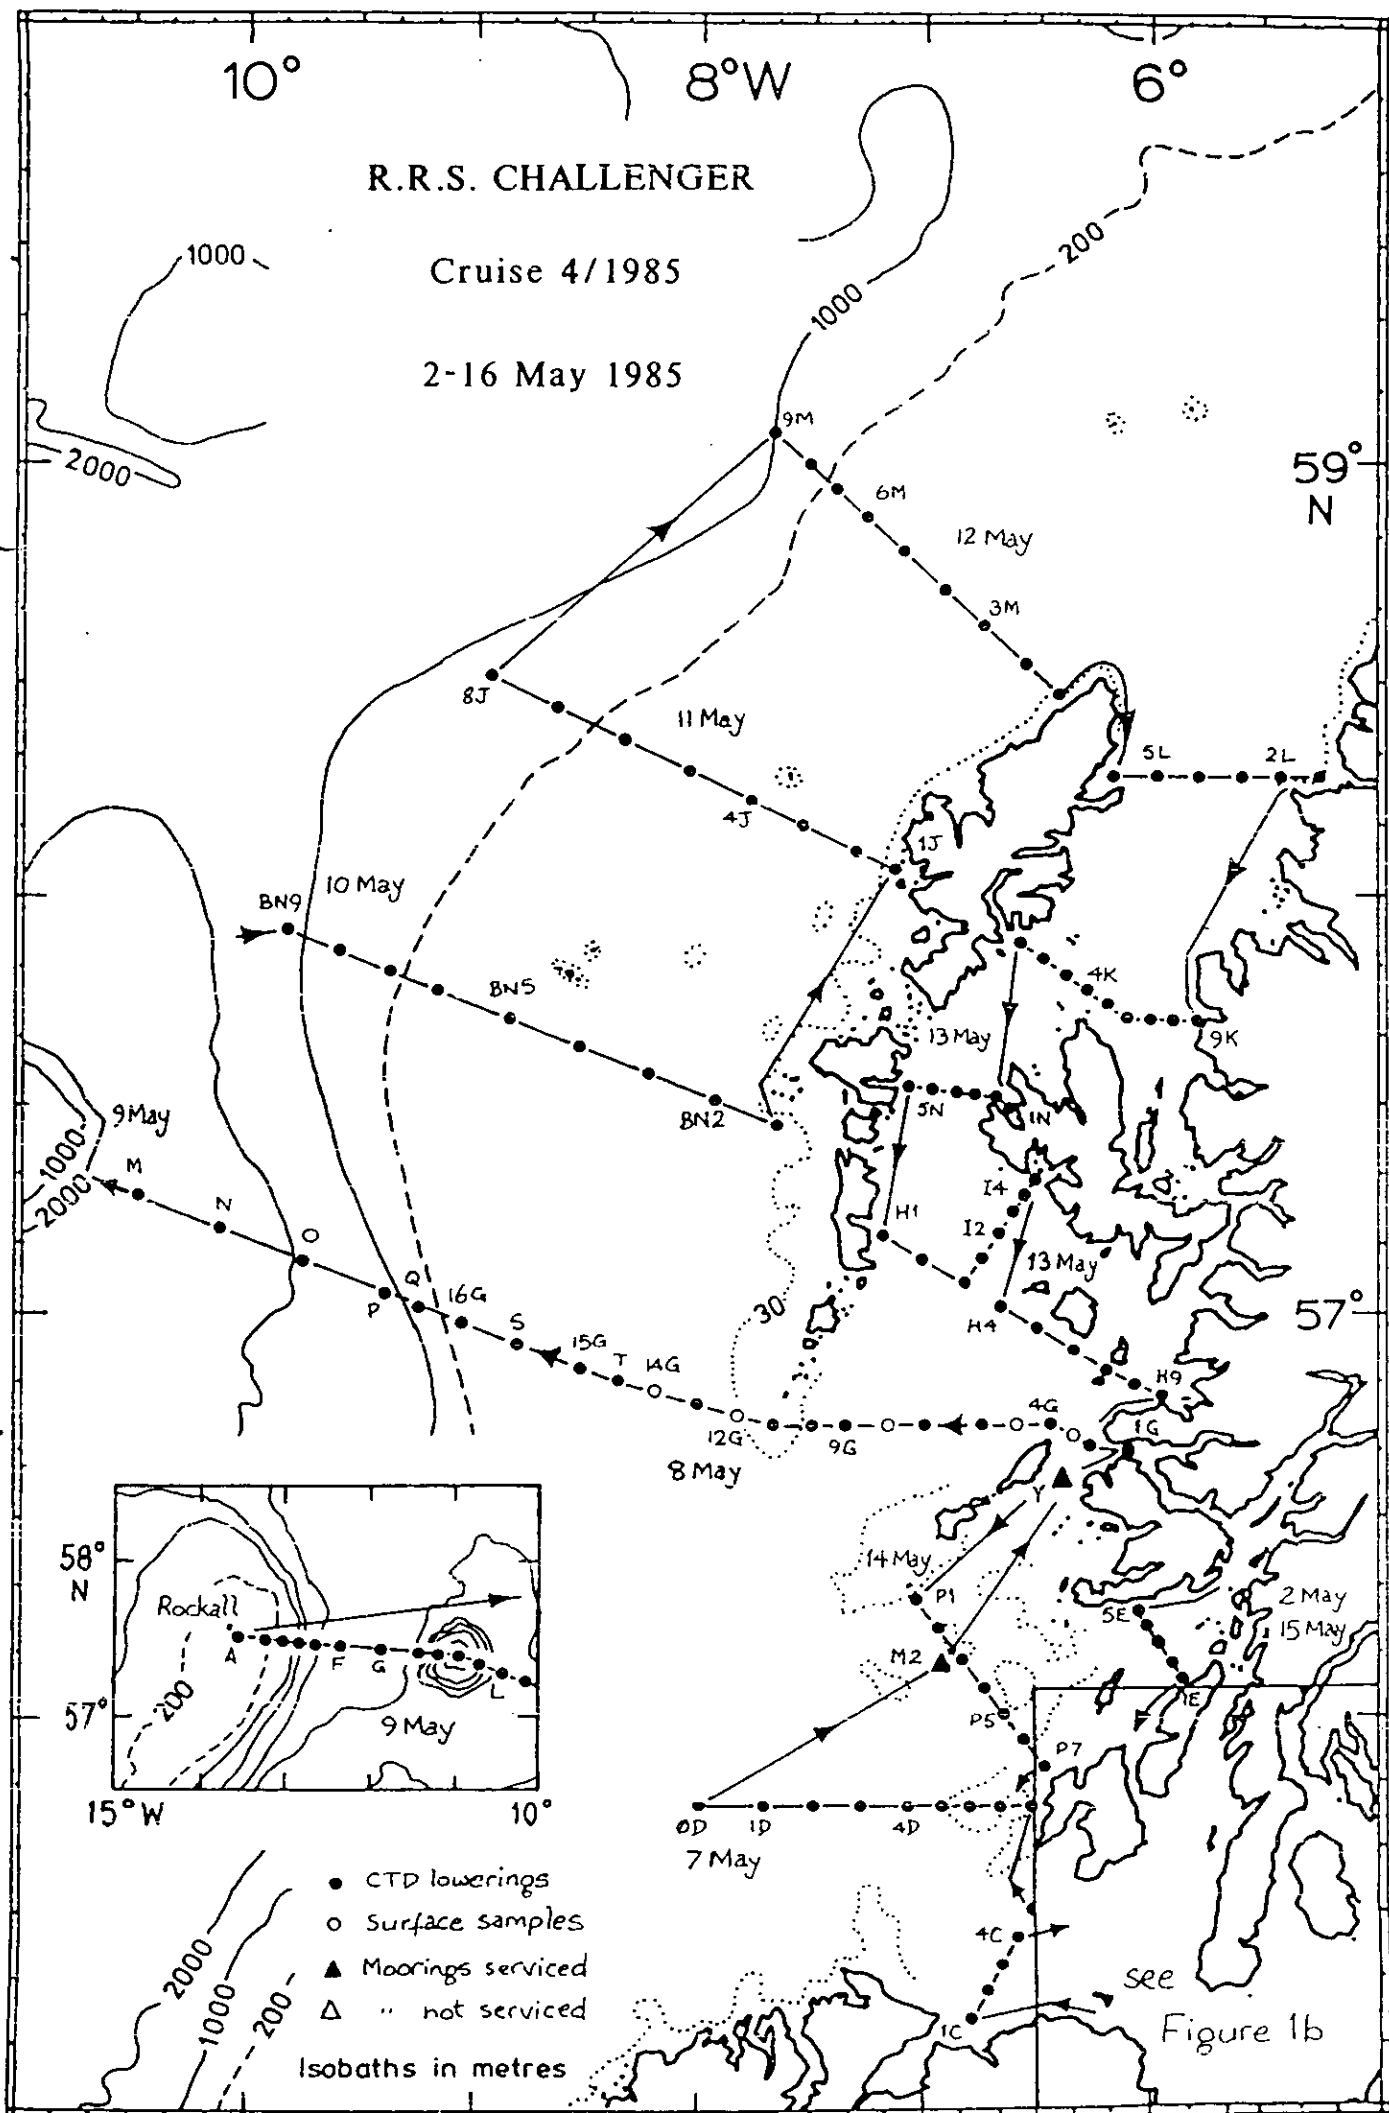 10° 8°W 6°
R.R.S. CHALLENGER
Cruise 4/1985
2-16 May 1985
1000
200
1000
2000
59°
N
9M
6M
12 May
3M
8J
11 May
4J
1J
5L 2L
10 May
BN9
BN5
BN2
4K
9K
13 May
5N
1N
9 May
1000
2000
M
N
O
P
Q
16G
S
15G
T
14G
12G
9G
4G
1G
8 May
30
H1
I4
I2
13 May
H4
H9
57°
Y
14 May
P1
M2
P5
P7
5E
1E
2 May
15 May
58°
N
57°
Rockall
A
F
G
L
200
9 May
15°W 10°
0D 1D 4D
7 May
4C
1C
see
Figure 1b
2000
1000
200
● CTD lowerings
○ Surface samples
▲ Moorings serviced
△ " not serviced
Isobaths in metres